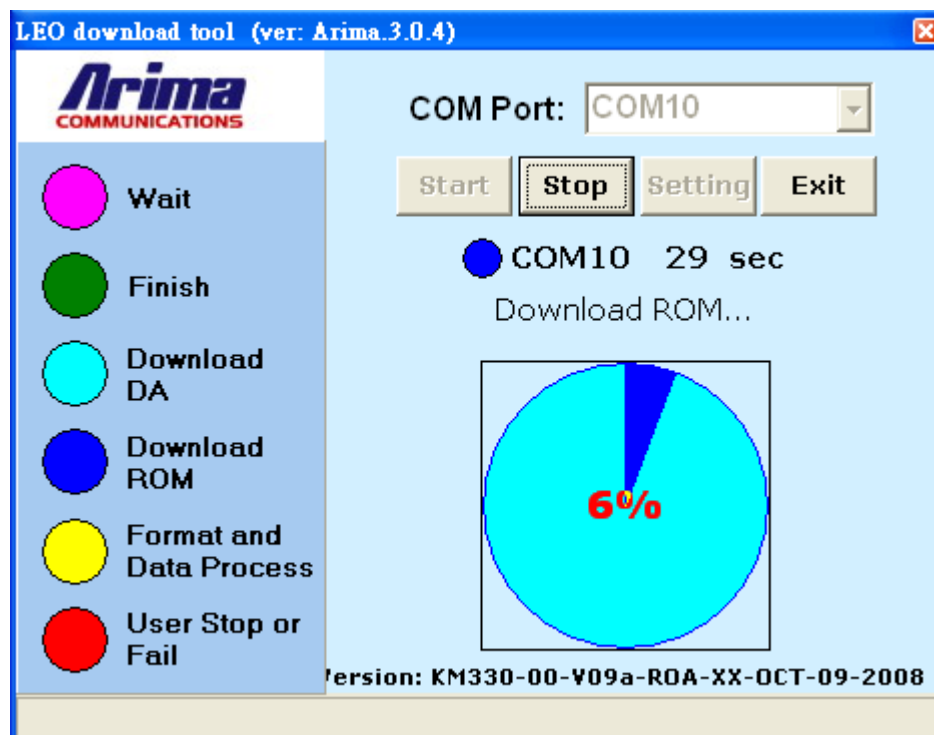 LEO download tool (ver: Arima.3.0.4)
Arima
COMMUNICATIONS
COM Port: COM10
Start Stop Setting Exit
COM10 29 sec
Download ROM...
Wait
Finish
Download
DA
Download
ROM
Format and
Data Process
User Stop or
Fail
6%
Version: KM330-00-V09a-ROA-XX-OCT-09-2008